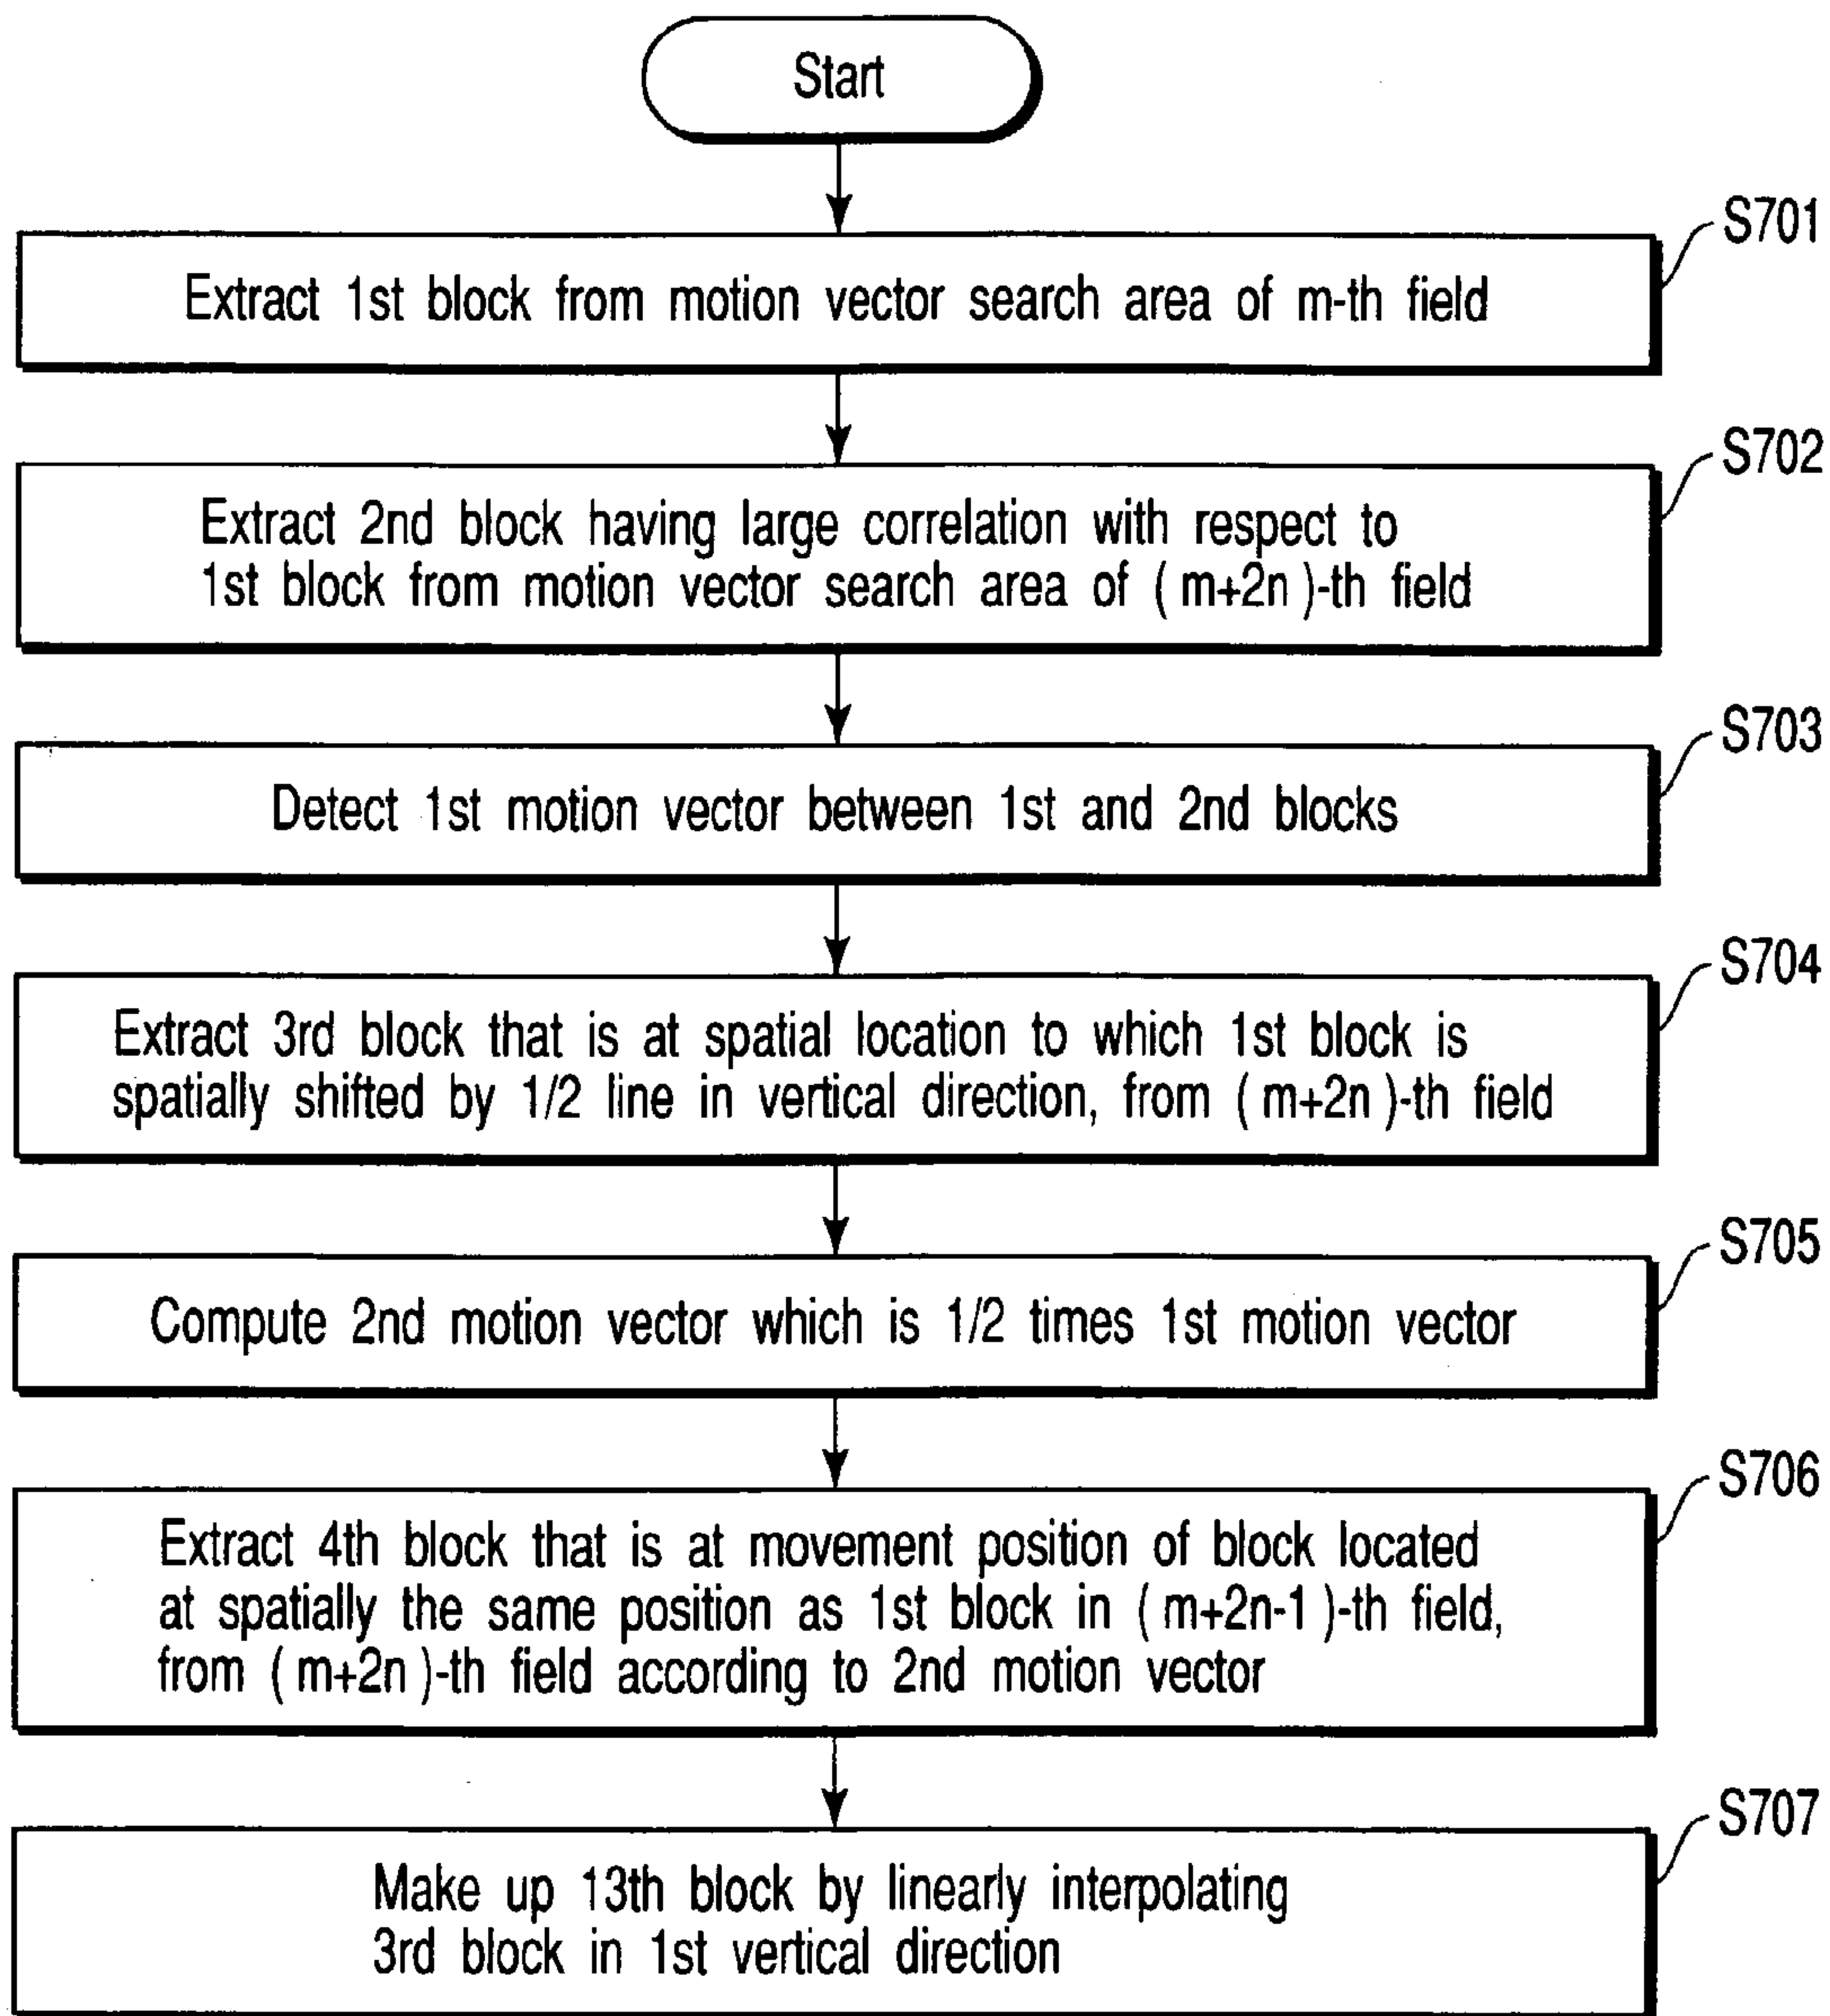 Start
S701
Extract 1st block from motion vector search area of m-th field
S702
Extract 2nd block having large correlation with respect to
1st block from motion vector search area of (m+2n)-th field
S703
Detect 1st motion vector between 1st and 2nd blocks
S704
Extract 3rd block that is at spatial location to which 1st block is
spatially shifted by 1/2 line in vertical direction, from (m+2n)-th field
S705
Compute 2nd motion vector which is 1/2 times 1st motion vector
S706
Extract 4th block that is at movement position of block located
at spatially the same position as 1st block in (m+2n-1)-th field,
from (m+2n)-th field according to 2nd motion vector
S707
Make up 13th block by linearly interpolating
3rd block in 1st vertical direction